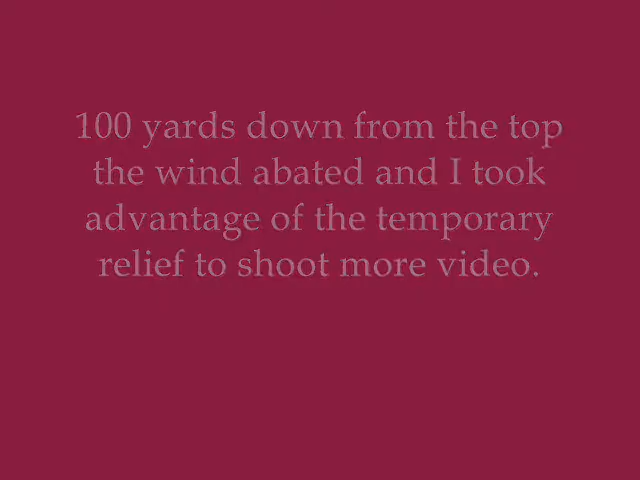 100 yards down from the top
the wind abated and I took
advantage of the temporary
relief to shoot more video.